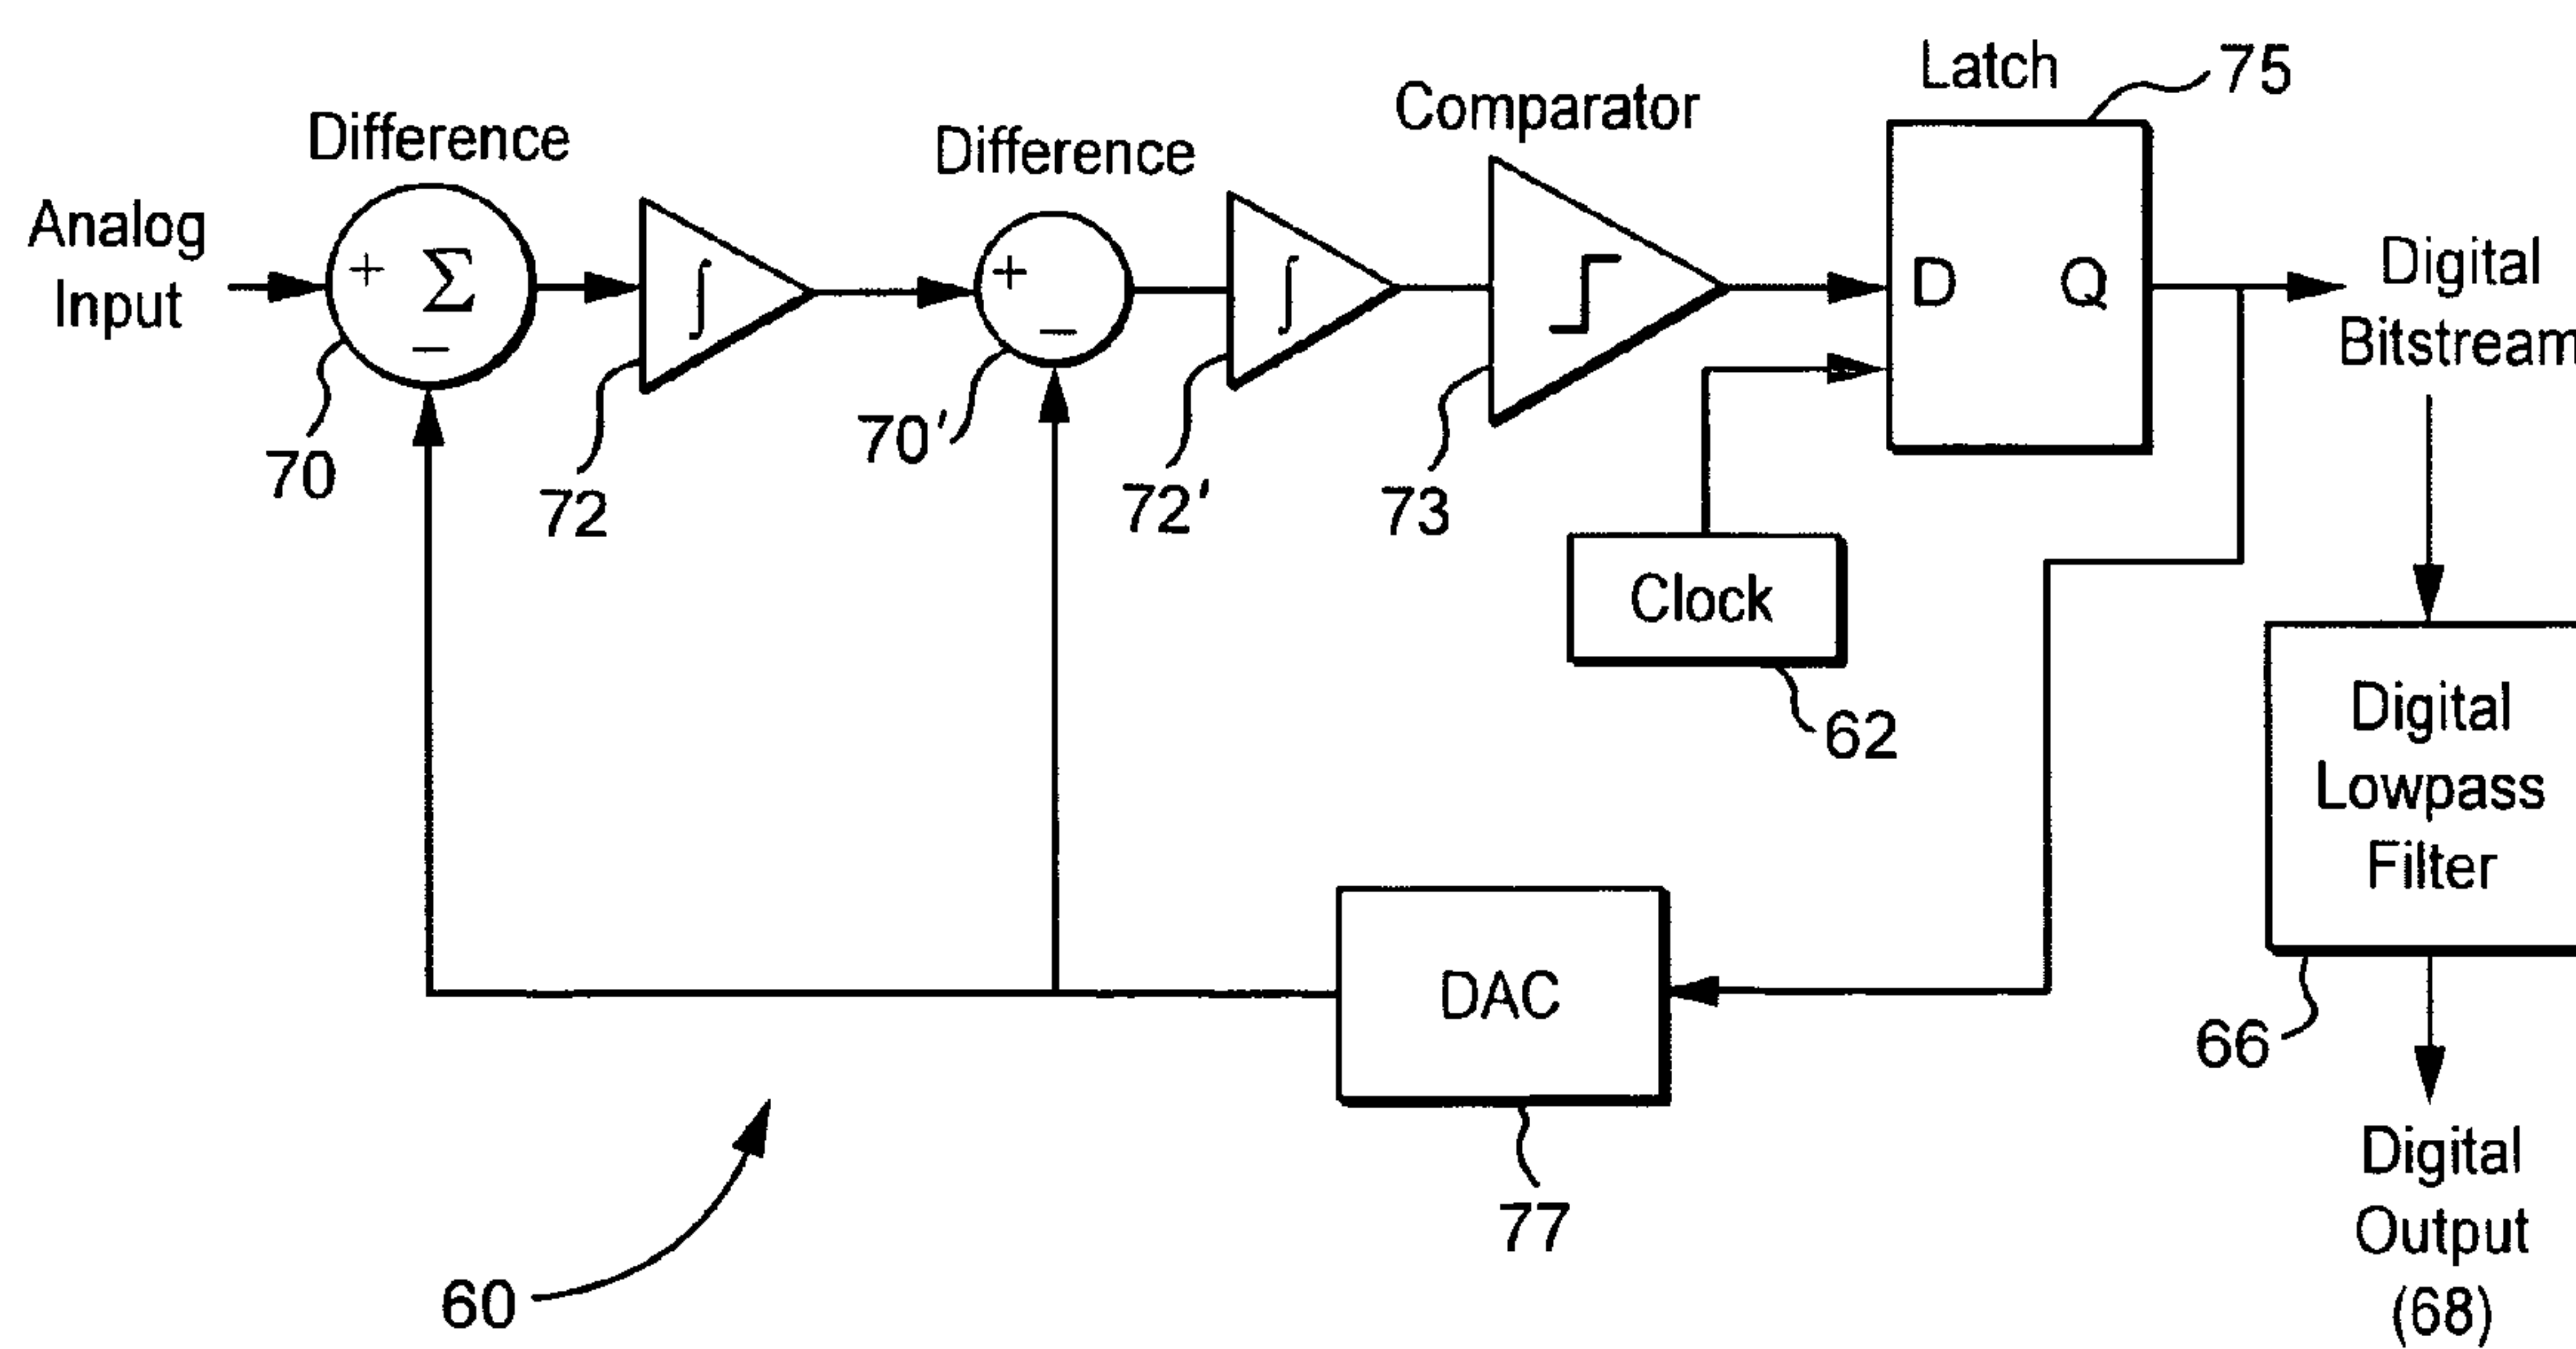 Latch
75
Comparator
Difference
Difference
Analog
Input
+ Σ
−
+
−
∫
∫
D Q
Digital
Bitstream
70
72
70'
72'
73
Clock
62
Digital
Lowpass
Filter
66
DAC
77
Digital
Output
(68)
60